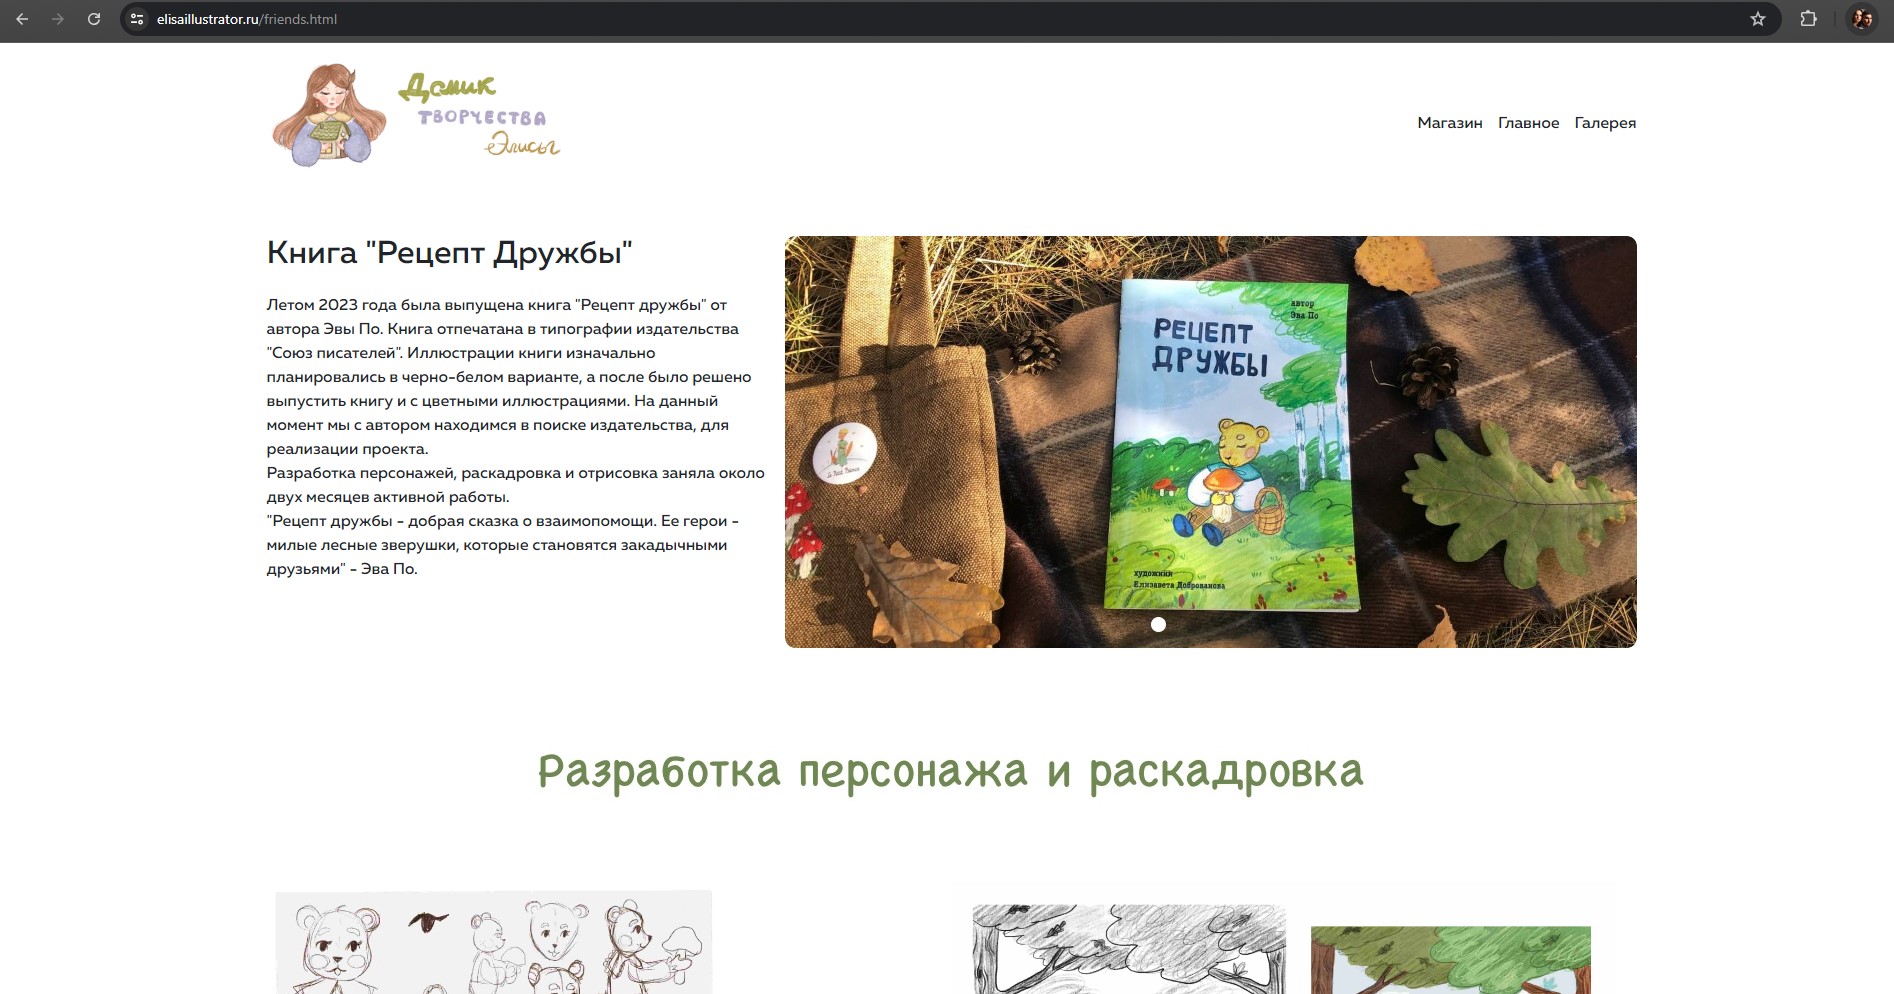 elisaillustrator.ru/friends.html
Домик
творчества
Элисы
Магазин Главное Галерея
Книга "Рецепт Дружбы"
Летом 2023 года была выпущена книга "Рецепт дружбы" от
автора Эвы По. Книга отпечатана в типографии издательства
"Союз писателей". Иллюстрации книги изначально
планировались в черно-белом варианте, а после было решено
выпустить книгу и с цветными иллюстрациями. На данный
момент мы с автором находимся в поиске издательства, для
реализации проекта.
Разработка персонажей, раскадровка и отрисовка заняла около
двух месяцев активной работы.
"Рецепт дружбы - добрая сказка о взаимопомощи. Ее герои -
милые лесные зверушки, которые становятся закадычными
друзьями" - Эва По.
автор
Эва По
РЕЦЕПТ
ДРУЖБЫ
Le Petit Prince
художник
Елизавета Доброванова
Разработка персонажа и раскадровка